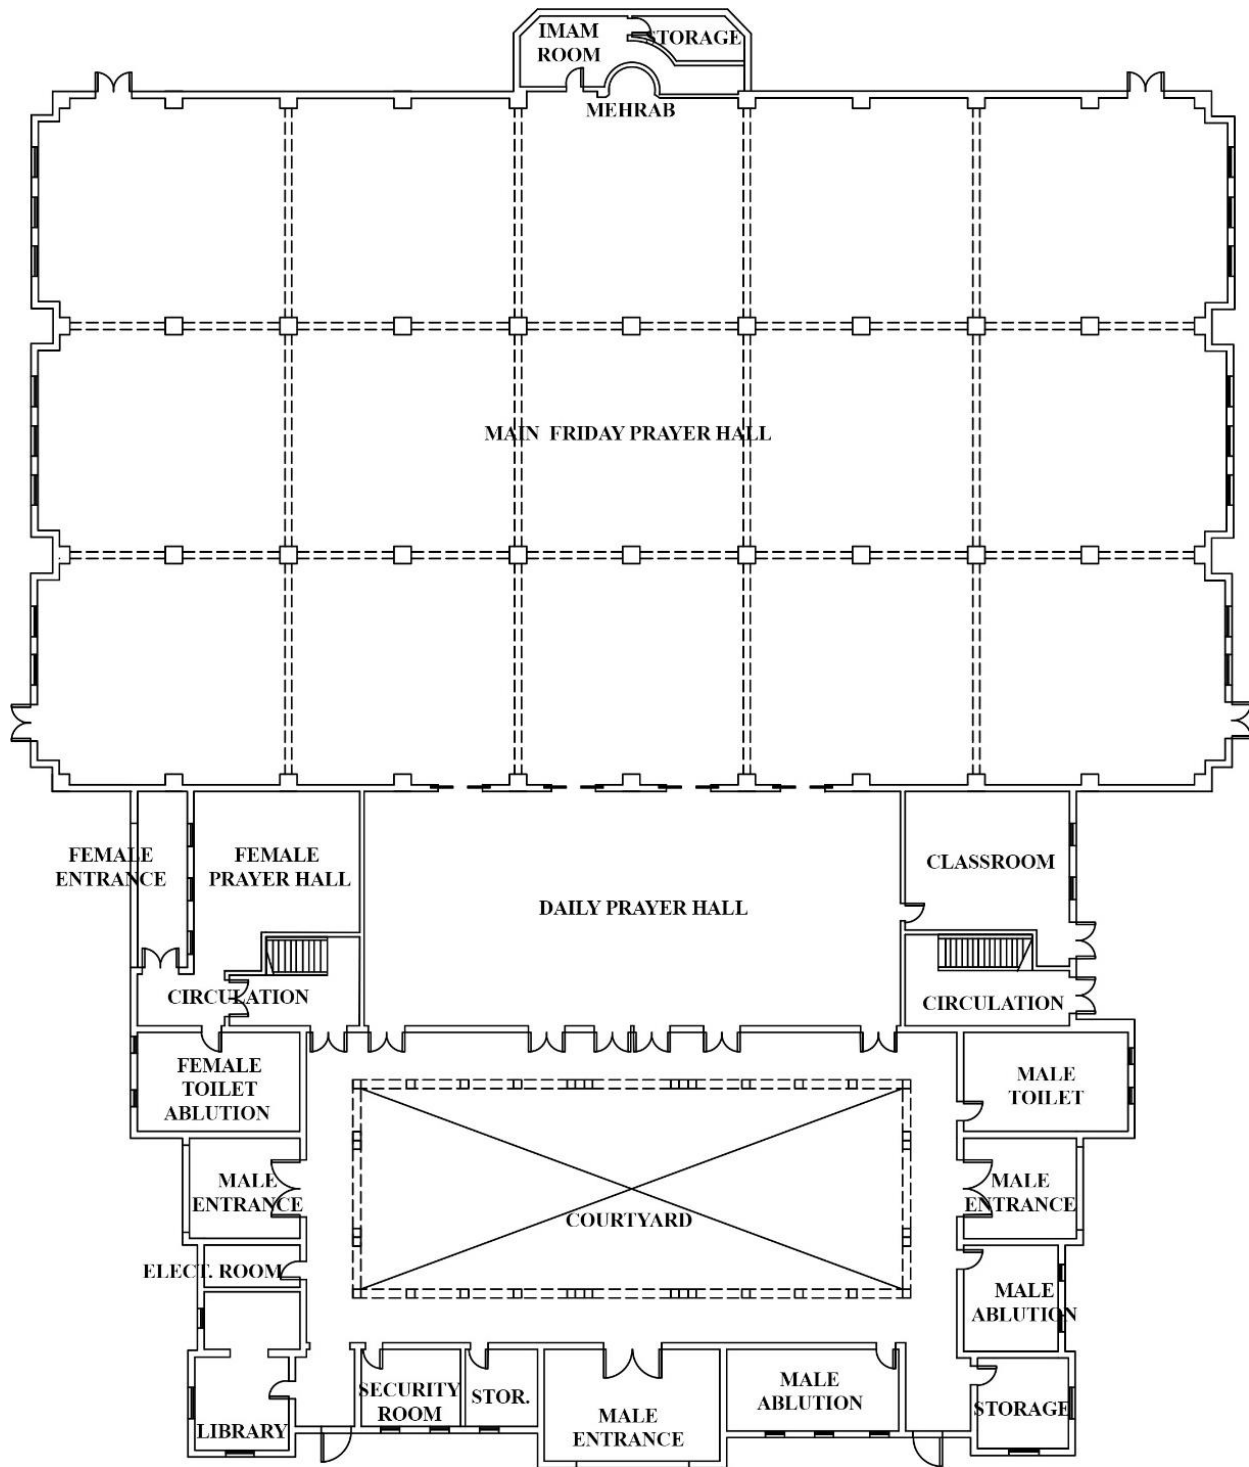 IMAM
ROOM
STORAGE
MEHRAB
MAIN FRIDAY PRAYER HALL
FEMALE
ENTRANCE
FEMALE
PRAYER HALL
DAILY PRAYER HALL
CLASSROOM
CIRCULATION
CIRCULATION
FEMALE
TOILET
ABLUTION
MALE
TOILET
MALE
ENTRANCE
COURTYARD
MALE
ENTRANCE
ELECT. ROOM
MALE
ABLUTION
LIBRARY
SECURITY
ROOM
STOR.
MALE
ENTRANCE
MALE
ABLUTION
STORAGE